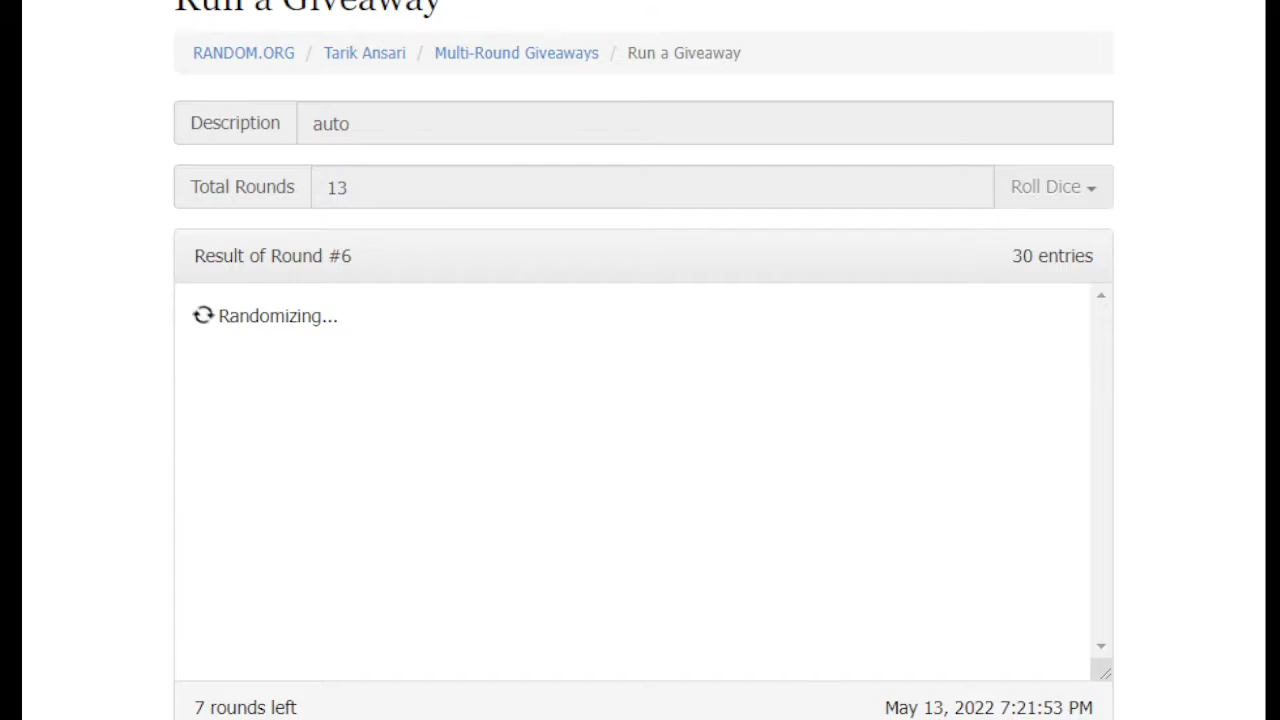 Run a Giveaway
RANDOM.ORG / Tarik Ansari / Multi-Round Giveaways / Run a Giveaway
Description auto
Total Rounds 13 Roll Dice
Result of Round #6 30 entries
Randomizing...
7 rounds left May 13, 2022 7:21:53 PM